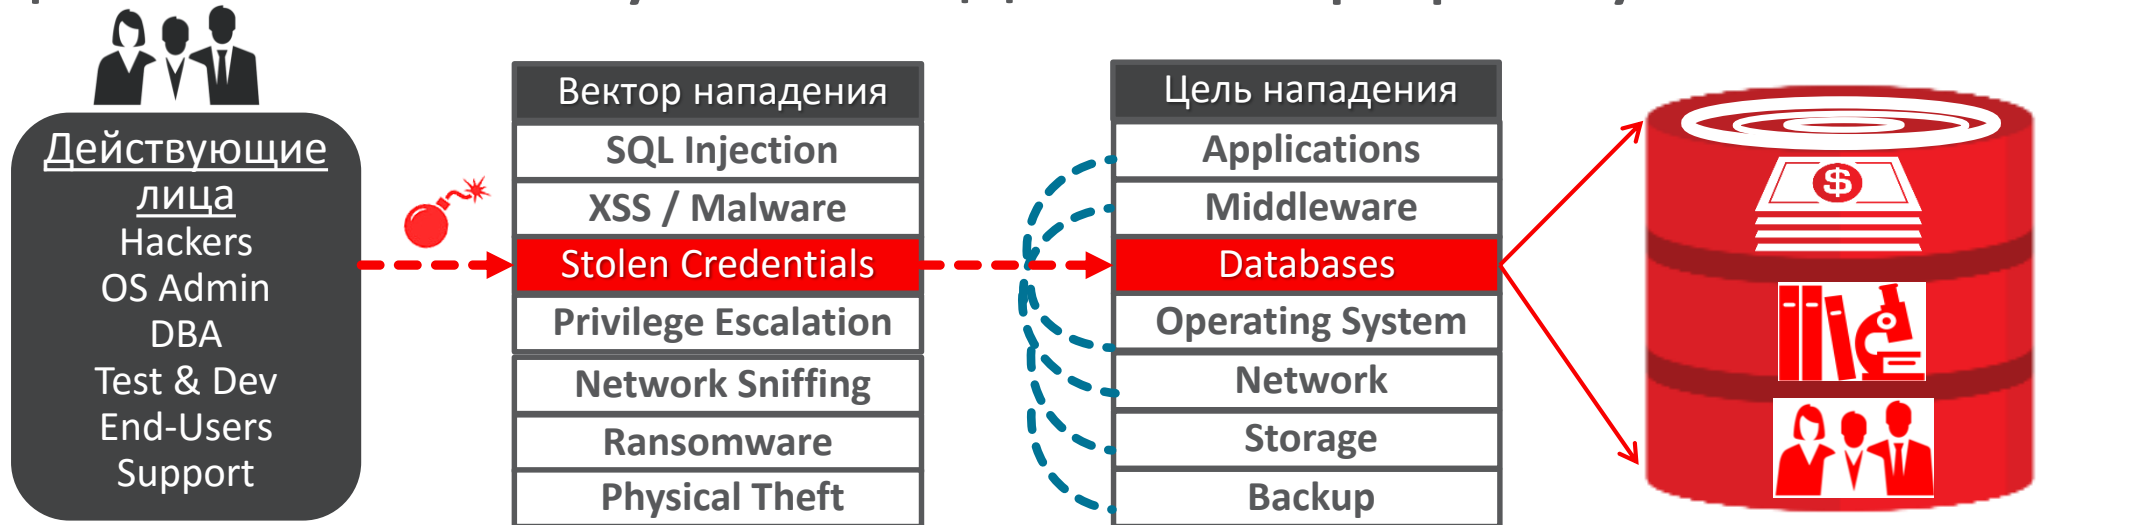 Действующие
лица
Hackers
OS Admin
DBA
Test & Dev
End-Users
Support
Вектор нападения
SQL Injection
XSS / Malware
Stolen Credentials
Privilege Escalation
Network Sniffing
Ransomware
Physical Theft
Цель нападения
Applications
Middleware
Databases
Operating System
Network
Storage
Backup
$